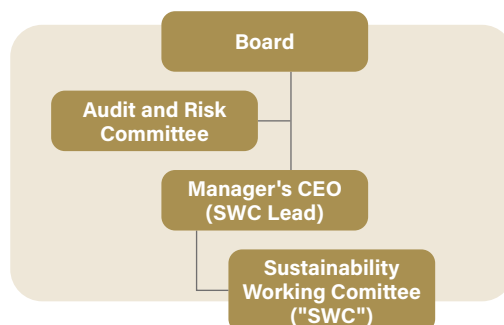 Board
Audit and Risk
Committee
Manager's CEO
(SWC Lead)
Sustainability
Working Comittee
("SWC")